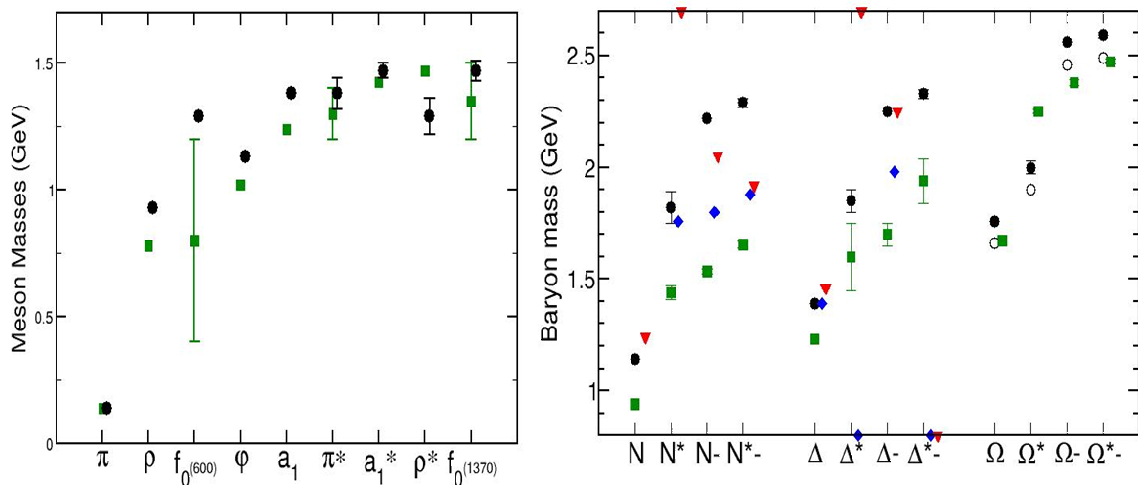 Meson Masses (GeV)
1.5
1
0.5
0
π ρ f0(600) φ a1 π* a1* ρ* f0(1370)
Baryon mass (GeV)
2.5
2
1.5
1
N N* N- N*- Δ Δ* Δ- Δ*- Ω Ω* Ω- Ω*-